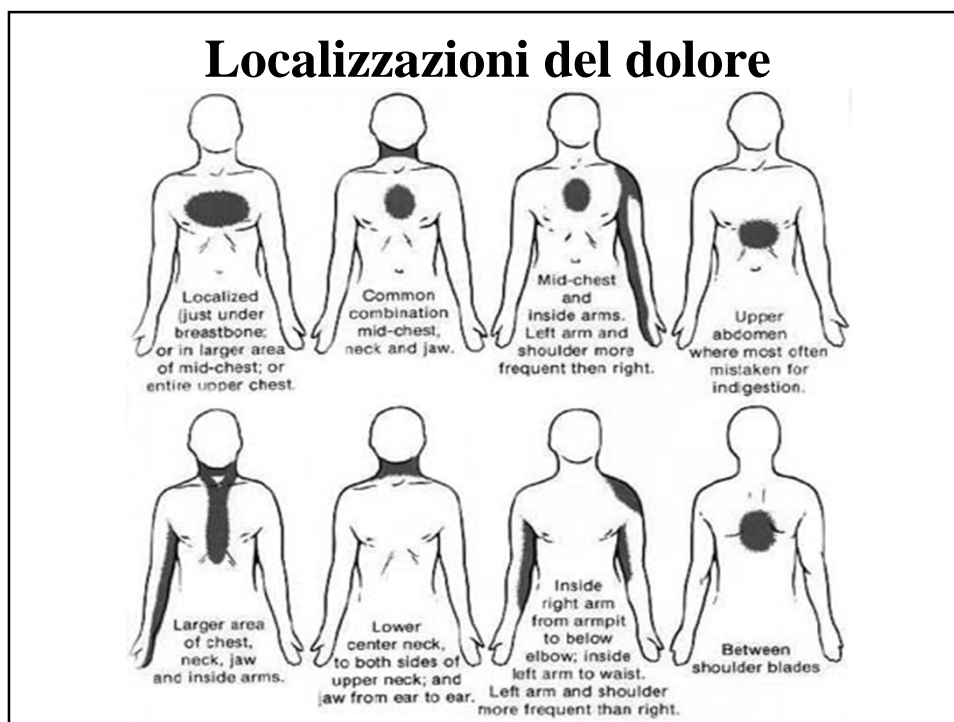 Localizzazioni del dolore
Localized
(just under
breastbone;
or in larger area
of mid-chest; or
entire upper chest.
Common
combination
mid-chest,
neck and jaw.
Mid-chest
and
inside arms.
Left arm and
shoulder more
frequent then right.
Upper
abdomen
where most often
mistaken for
indigestion.
Larger area
of chest,
neck, jaw
and inside arms.
Lower
center neck,
to both sides of
upper neck; and
jaw from ear to ear.
Inside
right arm
from armpit
to below
elbow; inside
left arm to waist.
Left arm and shoulder
more frequent than right.
Between
shoulder blades